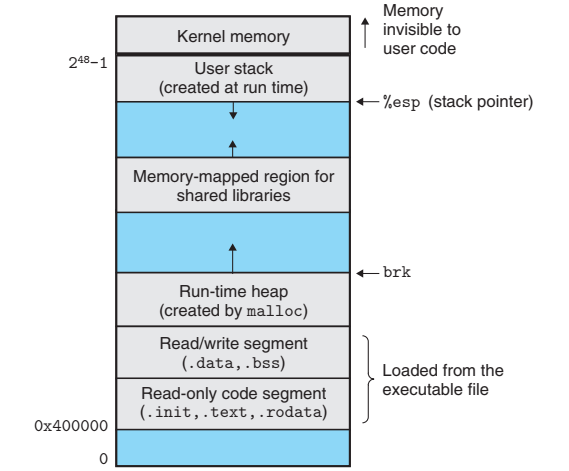 Memory
invisible to
user code
Kernel memory
2⁴⁸−1
User stack
(created at run time)
%esp (stack pointer)
Memory-mapped region for
shared libraries
brk
Run-time heap
(created by malloc)
Read/write segment
(.data,.bss)
Loaded from the
executable file
Read-only code segment
(.init,.text,.rodata)
0x400000
0